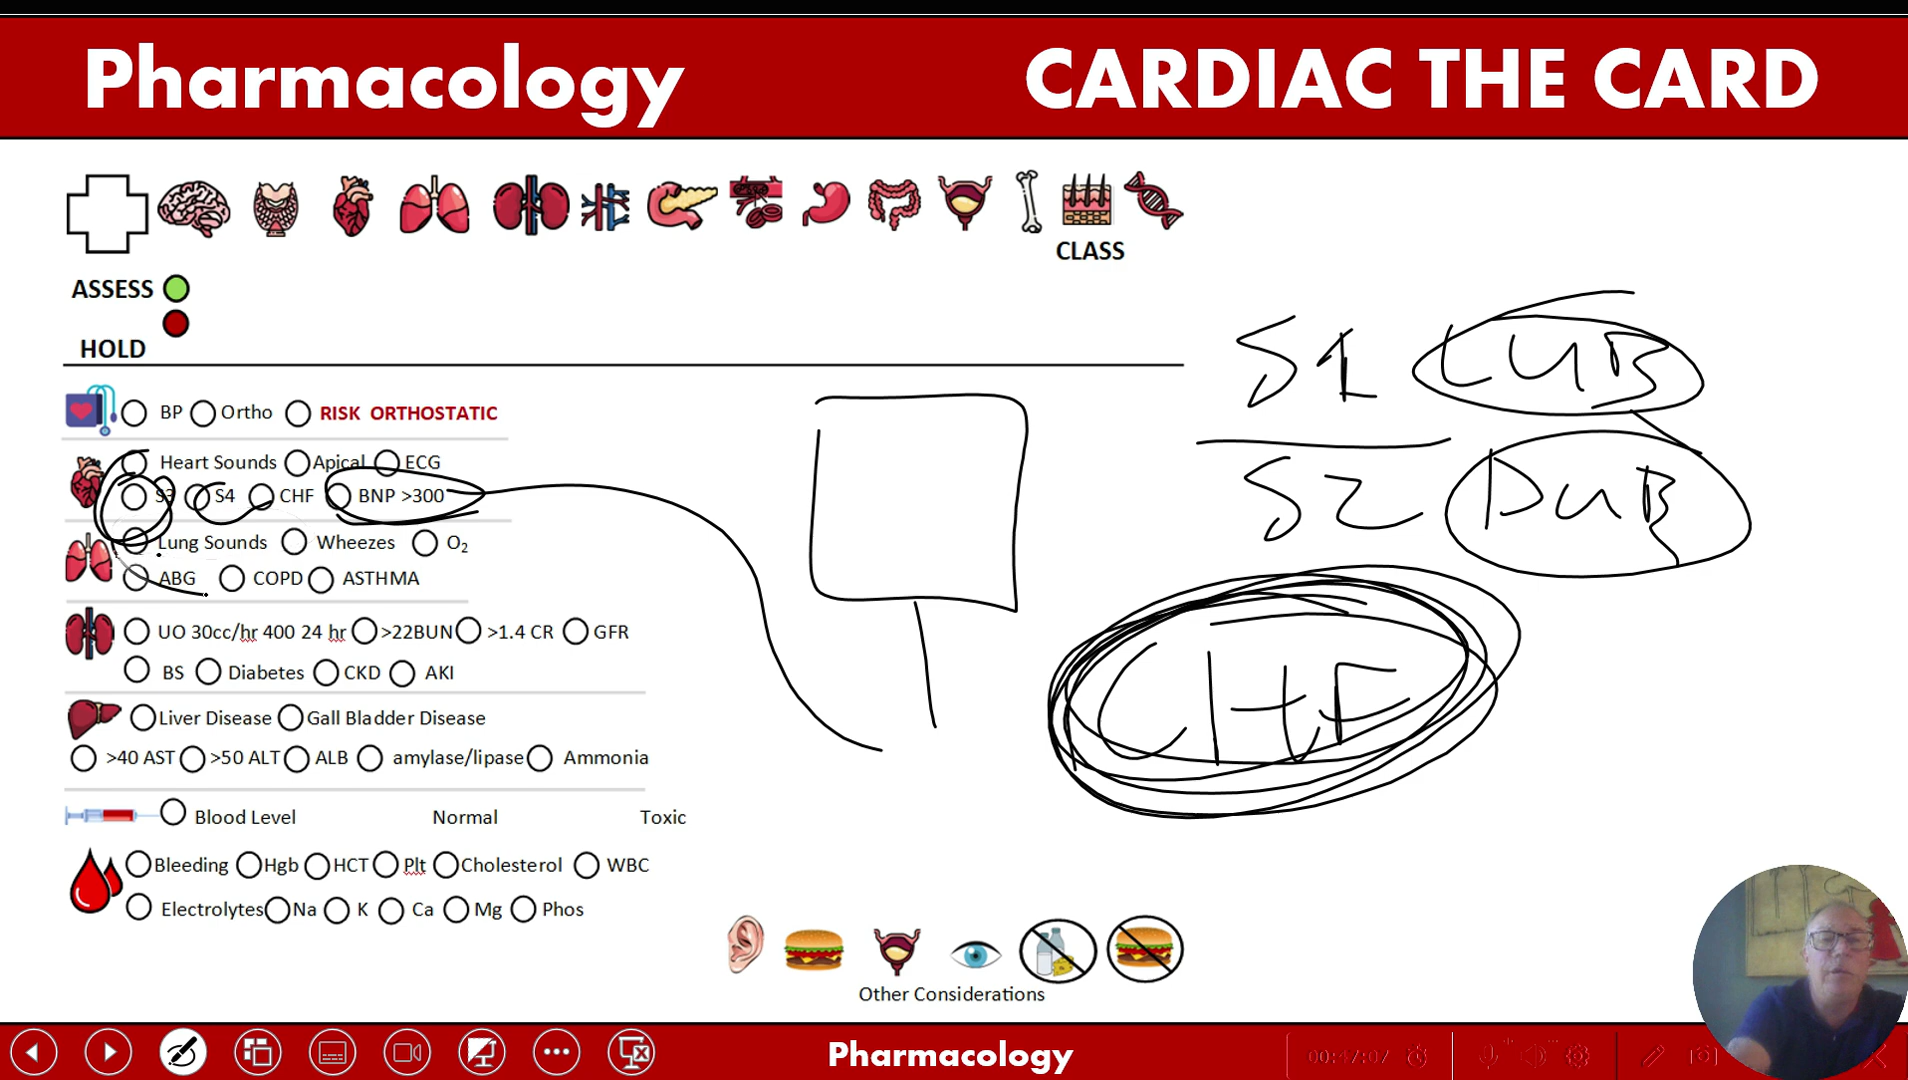 Pharmacology CARDIAC THE CARD
CLASS
ASSESS
HOLD
BP Ortho RISK ORTHOSTATIC
Heart Sounds Apical ECG
S3 S4 CHF BNP >300
Lung Sounds Wheezes O₂
ABG COPD ASTHMA
UO 30cc/hr 400 24 hr >22BUN >1.4 CR GFR
BS Diabetes CKD AKI
Liver Disease Gall Bladder Disease
>40 AST >50 ALT ALB amylase/lipase Ammonia
Blood Level Normal Toxic
Bleeding Hgb HCT Plt Cholesterol WBC
Electrolytes Na K Ca Mg Phos
S1 LUB
S2 DUB
CHF
Other Considerations
Pharmacology
00:47:07